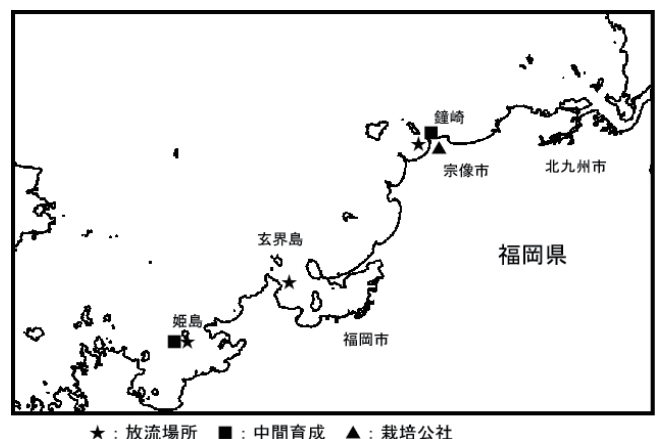 鐘崎
宗像市
北九州市
玄界島
福岡県
姫島
福岡市
★：放流場所 ■：中間育成 ▲：栽培公社